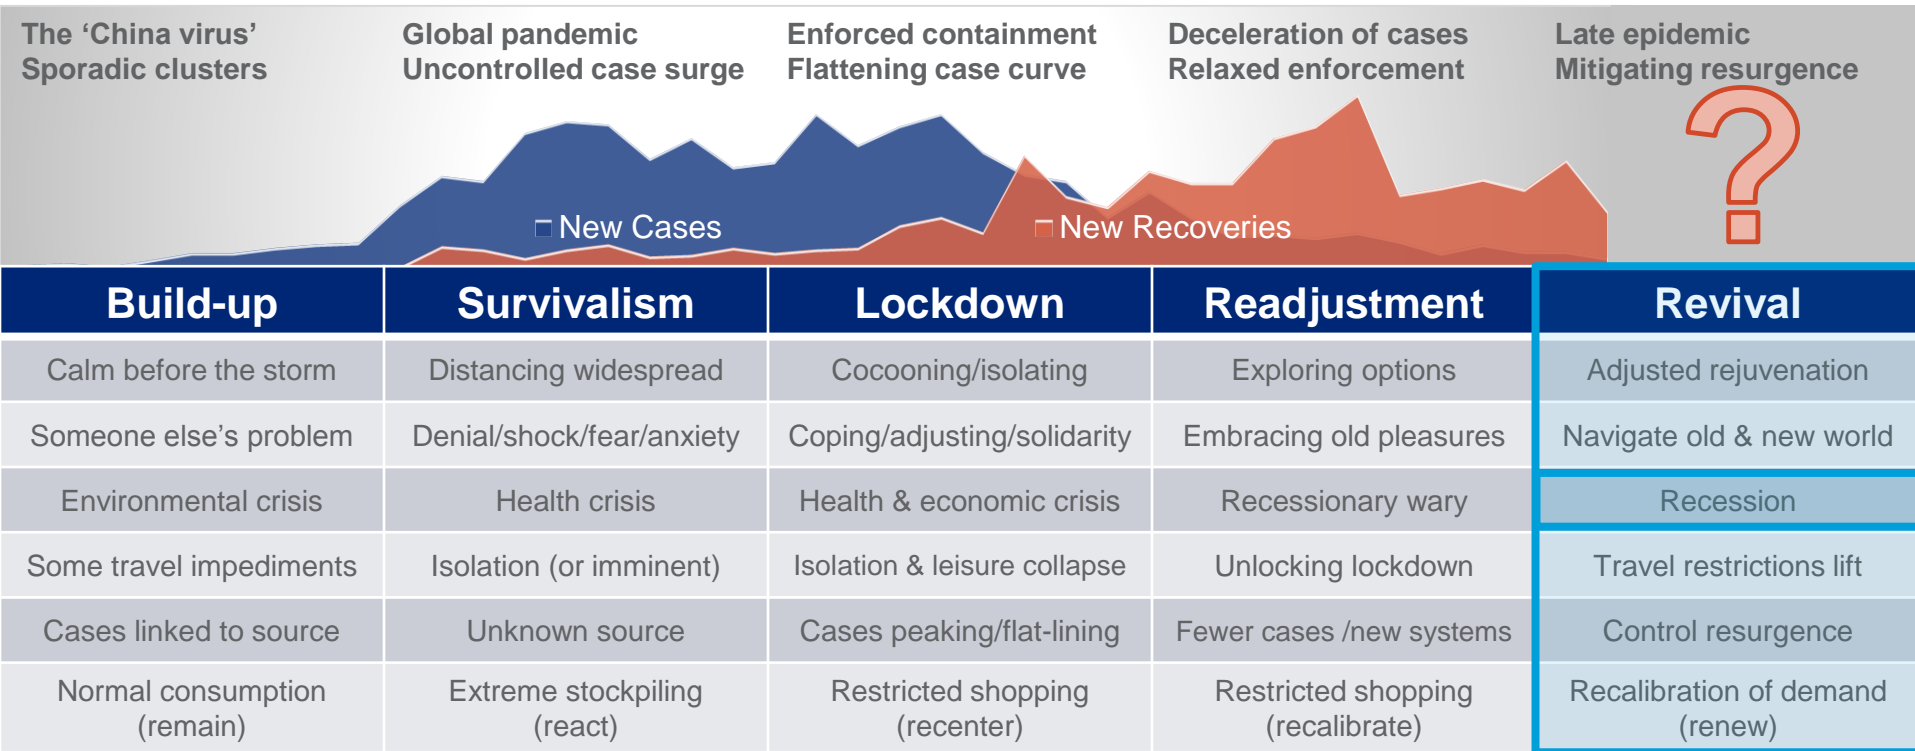 The ‘China virus’
Sporadic clusters
Global pandemic
Uncontrolled case surge
Enforced containment
Flattening case curve
Deceleration of cases
Relaxed enforcement
Late epidemic
Mitigating resurgence
?
New Cases
New Recoveries
Build-up
Survivalism
Lockdown
Readjustment
Revival
Calm before the storm
Distancing widespread
Cocooning/isolating
Exploring options
Adjusted rejuvenation
Someone else’s problem
Denial/shock/fear/anxiety
Coping/adjusting/solidarity
Embracing old pleasures
Navigate old & new world
Environmental crisis
Health crisis
Health & economic crisis
Recessionary wary
Recession
Some travel impediments
Isolation (or imminent)
Isolation & leisure collapse
Unlocking lockdown
Travel restrictions lift
Cases linked to source
Unknown source
Cases peaking/flat-lining
Fewer cases /new systems
Control resurgence
Normal consumption
(remain)
Extreme stockpiling
(react)
Restricted shopping
(recenter)
Restricted shopping
(recalibrate)
Recalibration of demand
(renew)